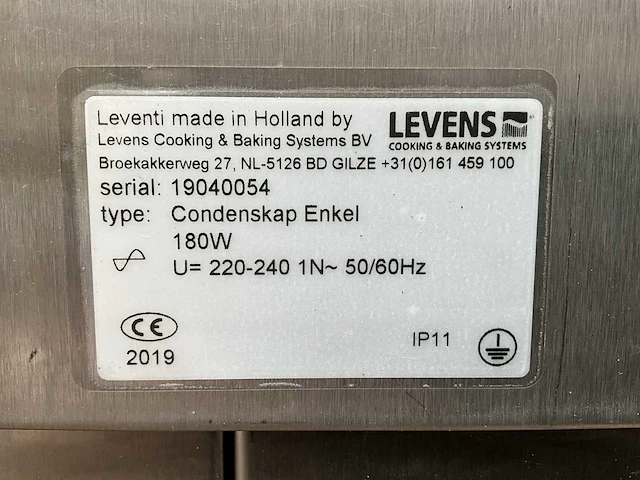 Leventi made in Holland by
Levens Cooking & Baking Systems BV
LEVENS
COOKING & BAKING SYSTEMS
Broekakkerweg 27, NL-5126 BD GILZE +31(0)161 459 100
serial: 19040054
type: Condenskap Enkel
180W
U= 220-240 1N~ 50/60Hz
CE
2019
IP11